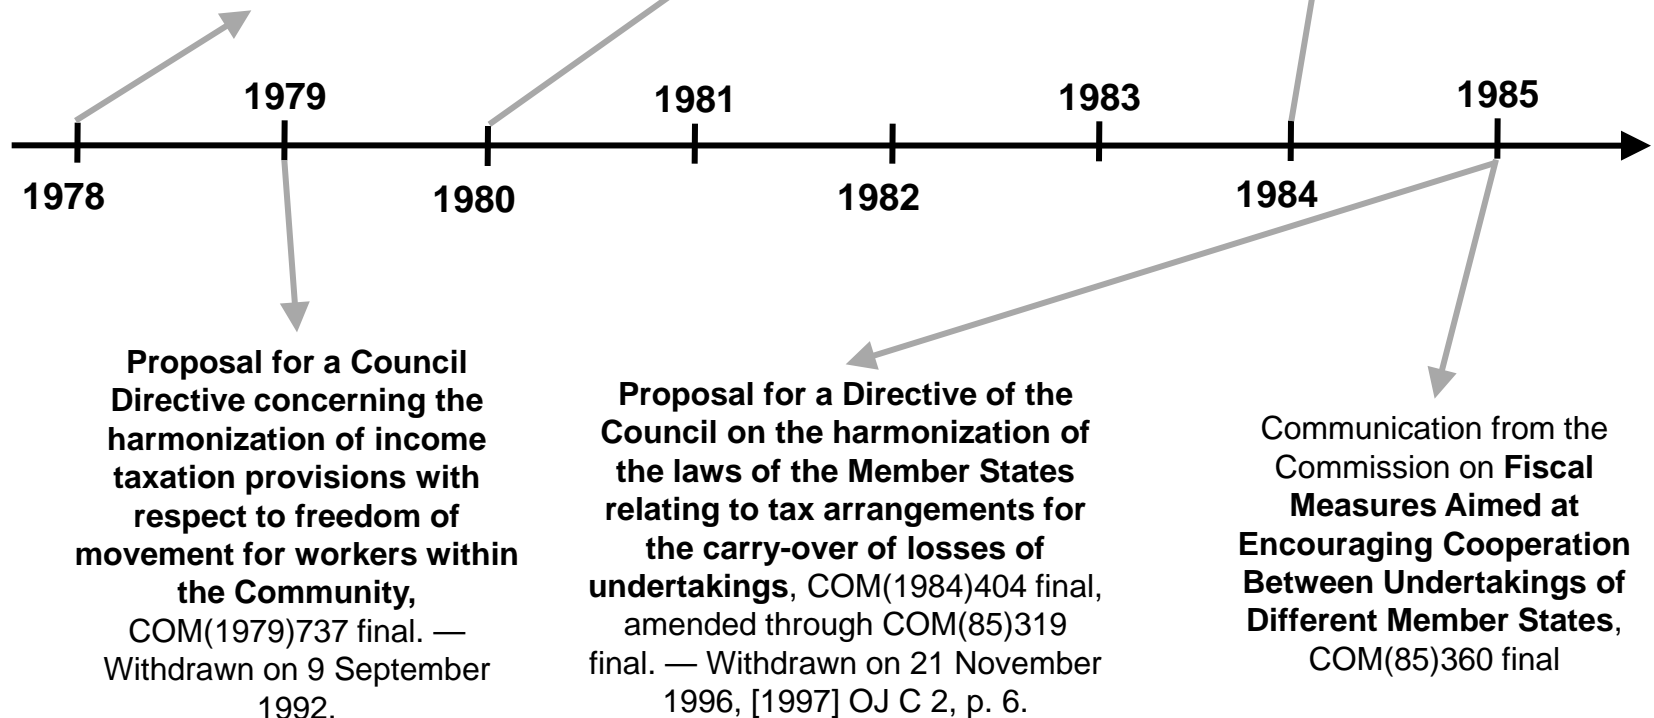 1979
1981
1983
1985
1978
1980
1982
1984
Proposal for a Council
Directive concerning the
harmonization of income
taxation provisions with
respect to freedom of
movement for workers within
the Community,
COM(1979)737 final. —
Withdrawn on 9 September
1992.
Proposal for a Directive of the
Council on the harmonization of
the laws of the Member States
relating to tax arrangements for
the carry-over of losses of
undertakings, COM(1984)404 final,
amended through COM(85)319
final. — Withdrawn on 21 November
1996, [1997] OJ C 2, p. 6.
Communication from the
Commission on Fiscal
Measures Aimed at
Encouraging Cooperation
Between Undertakings of
Different Member States,
COM(85)360 final